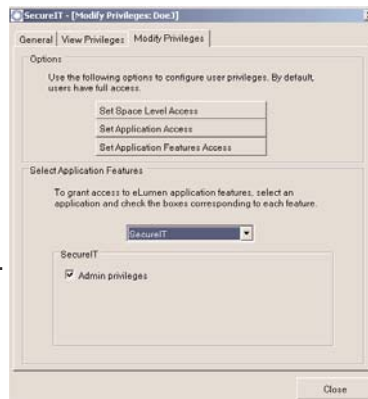 SecureIT - [Modify Privileges: DoeJ]
General View Privileges Modify Privileges
Options
Use the following options to configure user privileges. By default,
users have full access.
Set Space Level Access
Set Application Access
Set Application Features Access
Select Application Features
To grant access to eLumen application features, select an
application and check the boxes corresponding to each feature.
SecureIT
SecureIT
Admin privileges
Close